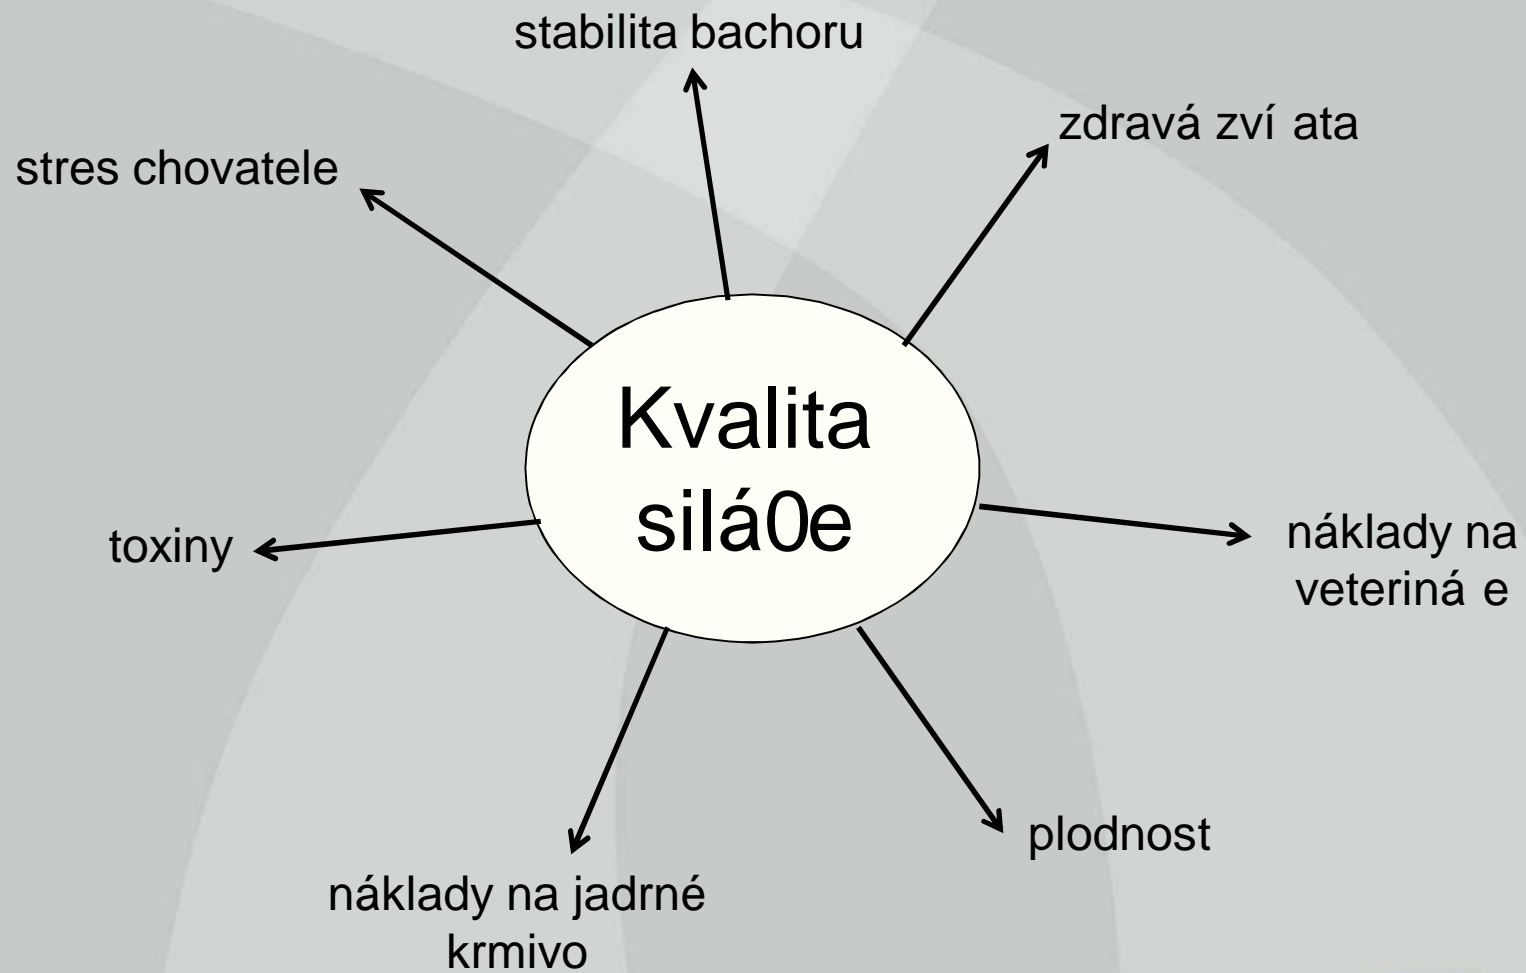 stabilita bachoru
zdravá zví ata
stres chovatele
Kvalita
silá0e
toxiny
náklady na
veteriná e
plodnost
náklady na jadrné
krmivo